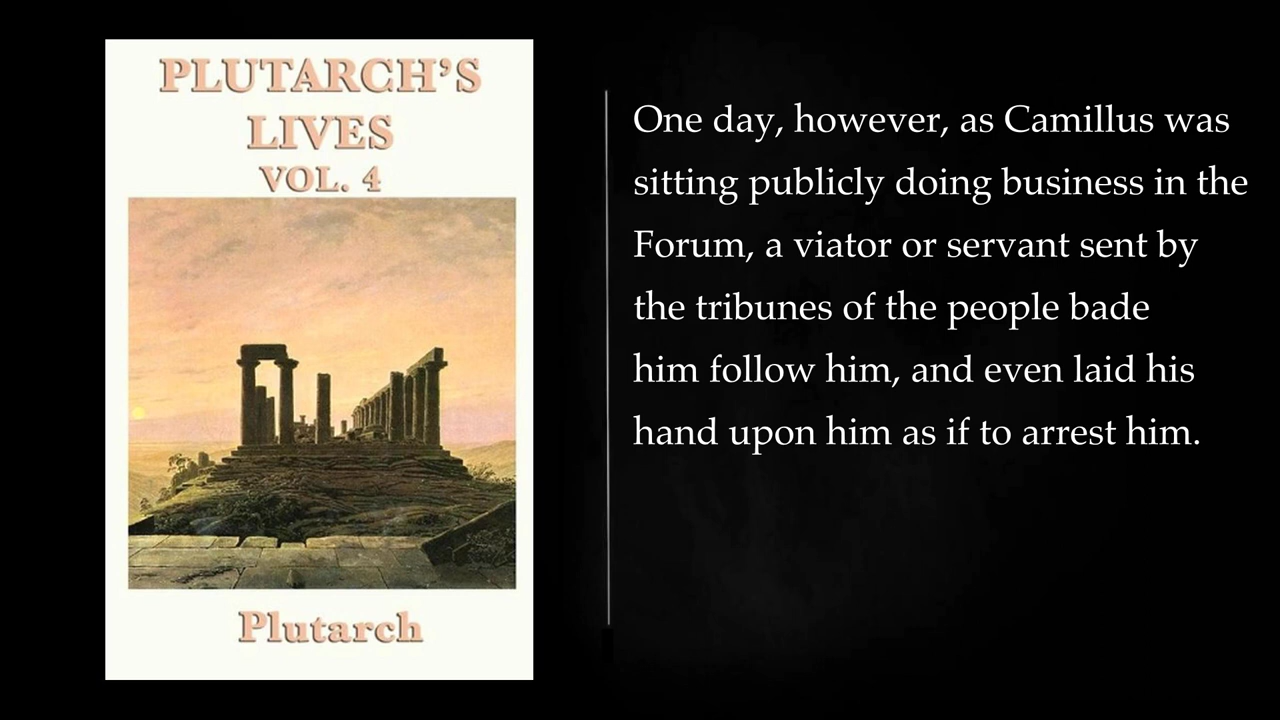 PLUTARCH'S
LIVES
VOL. 4
Plutarch
One day, however, as Camillus was
sitting publicly doing business in the
Forum, a viator or servant sent by
the tribunes of the people bade
him follow him, and even laid his
hand upon him as if to arrest him.